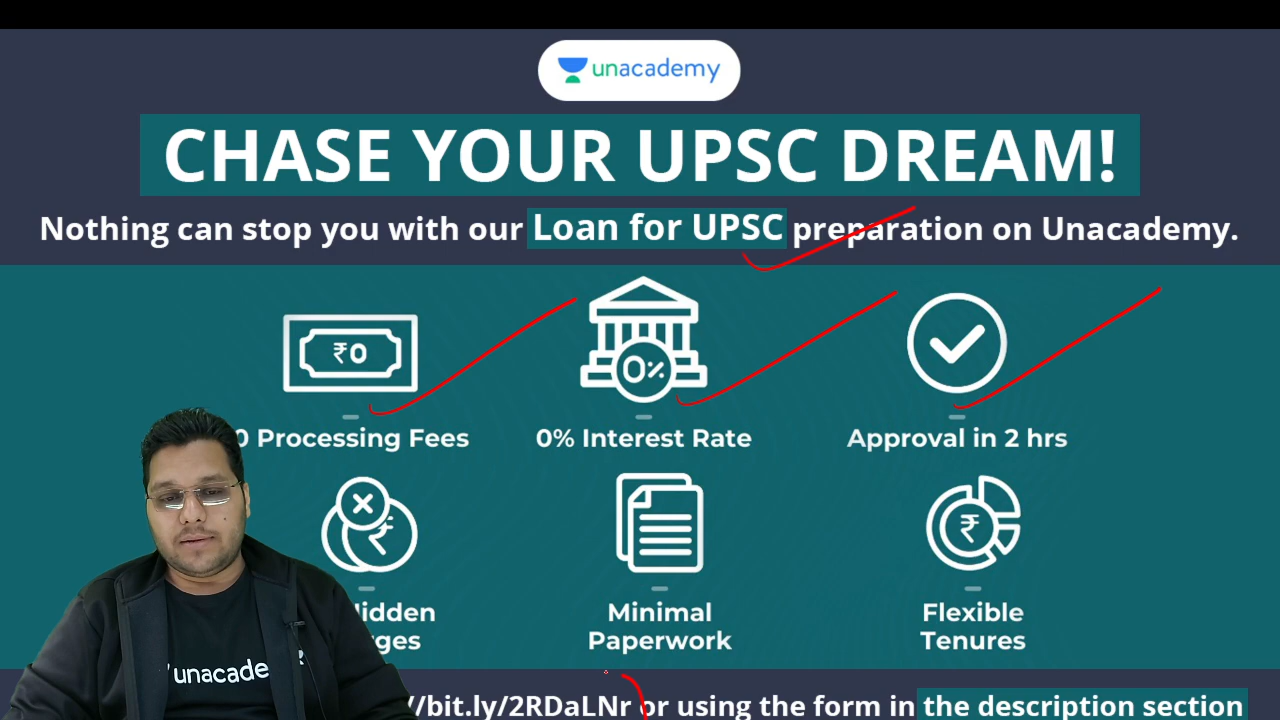 unacademy
CHASE YOUR UPSC DREAM!
Nothing can stop you with our Loan for UPSC preparation on Unacademy.
₹0
0%
0 Processing Fees
0% Interest Rate
Approval in 2 hrs
₹
₹
Minimal
Paperwork
Flexible
Tenures
unacade
//bit.ly/2RDaLNr or using the form in the description section